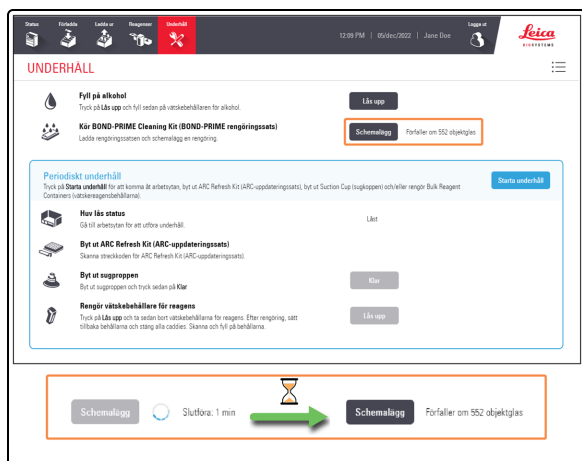 Status Förladda Ladda ur Reagenser Underhåll Logga ut
12:09 PM | 05/dec/2022 | Jane Doe
Leica
BIOSYSTEMS
UNDERHÅLL
Fyll på alkohol
Tryck på Lås upp och fyll sedan på vätskebehållaren för alkohol.
Lås upp
Kör BOND-PRIME Cleaning Kit (BOND-PRIME rengöringssats)
Ladda rengöringssatsen och schemalägg en rengöring.
Schemalägg Förfaller om 552 objektglas
Periodiskt underhåll
Tryck på Starta underhåll för att komma åt arbetsytan, byt ut ARC Refresh Kit (ARC-uppdateringssats), byt ut Suction Cup (sugkoppen) och/eller rengör Bulk Reagent
Containers (vätskereagensbehållarna).
Starta underhåll
Huv lås status
Gå till arbetsytan för att utföra underhåll.
Låst
Byt ut ARC Refresh Kit (ARC-uppdateringssats)
Skanna streckkoden för ARC Refresh Kit (ARC-uppdateringssats).
Byt ut sugproppen
Byt ut sugproppen och tryck sedan på Klar
Klar
Rengör vätskebehållare för reagens
Tryck på Lås upp och ta sedan bort vätskebehållarna för reagens. Efter rengöring, sätt
tillbaka behållarna och stäng alla caddies. Skanna och fyll på behållarna.
Lås upp
Schemalägg Slutföra: 1 min Schemalägg Förfaller om 552 objektglas